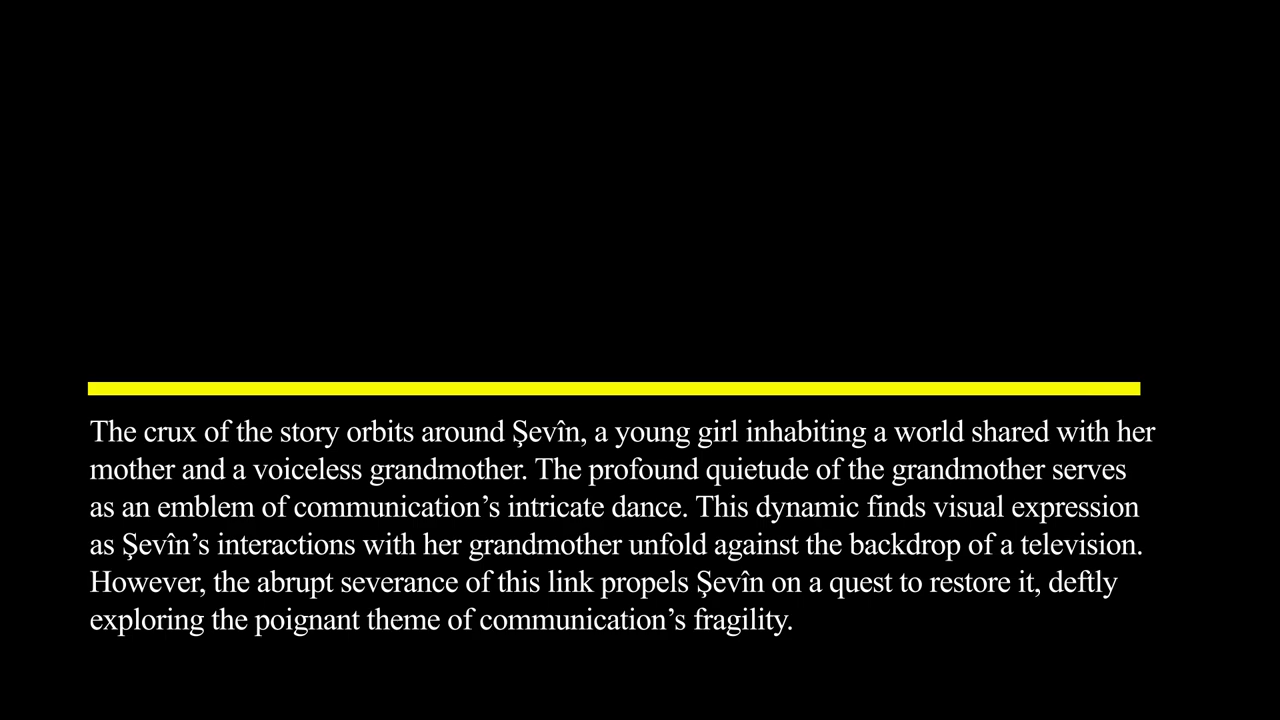 The crux of the story orbits around Şevîn, a young girl inhabiting a world shared with her
mother and a voiceless grandmother. The profound quietude of the grandmother serves
as an emblem of communication’s intricate dance. This dynamic finds visual expression
as Şevîn’s interactions with her grandmother unfold against the backdrop of a television.
However, the abrupt severance of this link propels Şevîn on a quest to restore it, deftly
exploring the poignant theme of communication’s fragility.